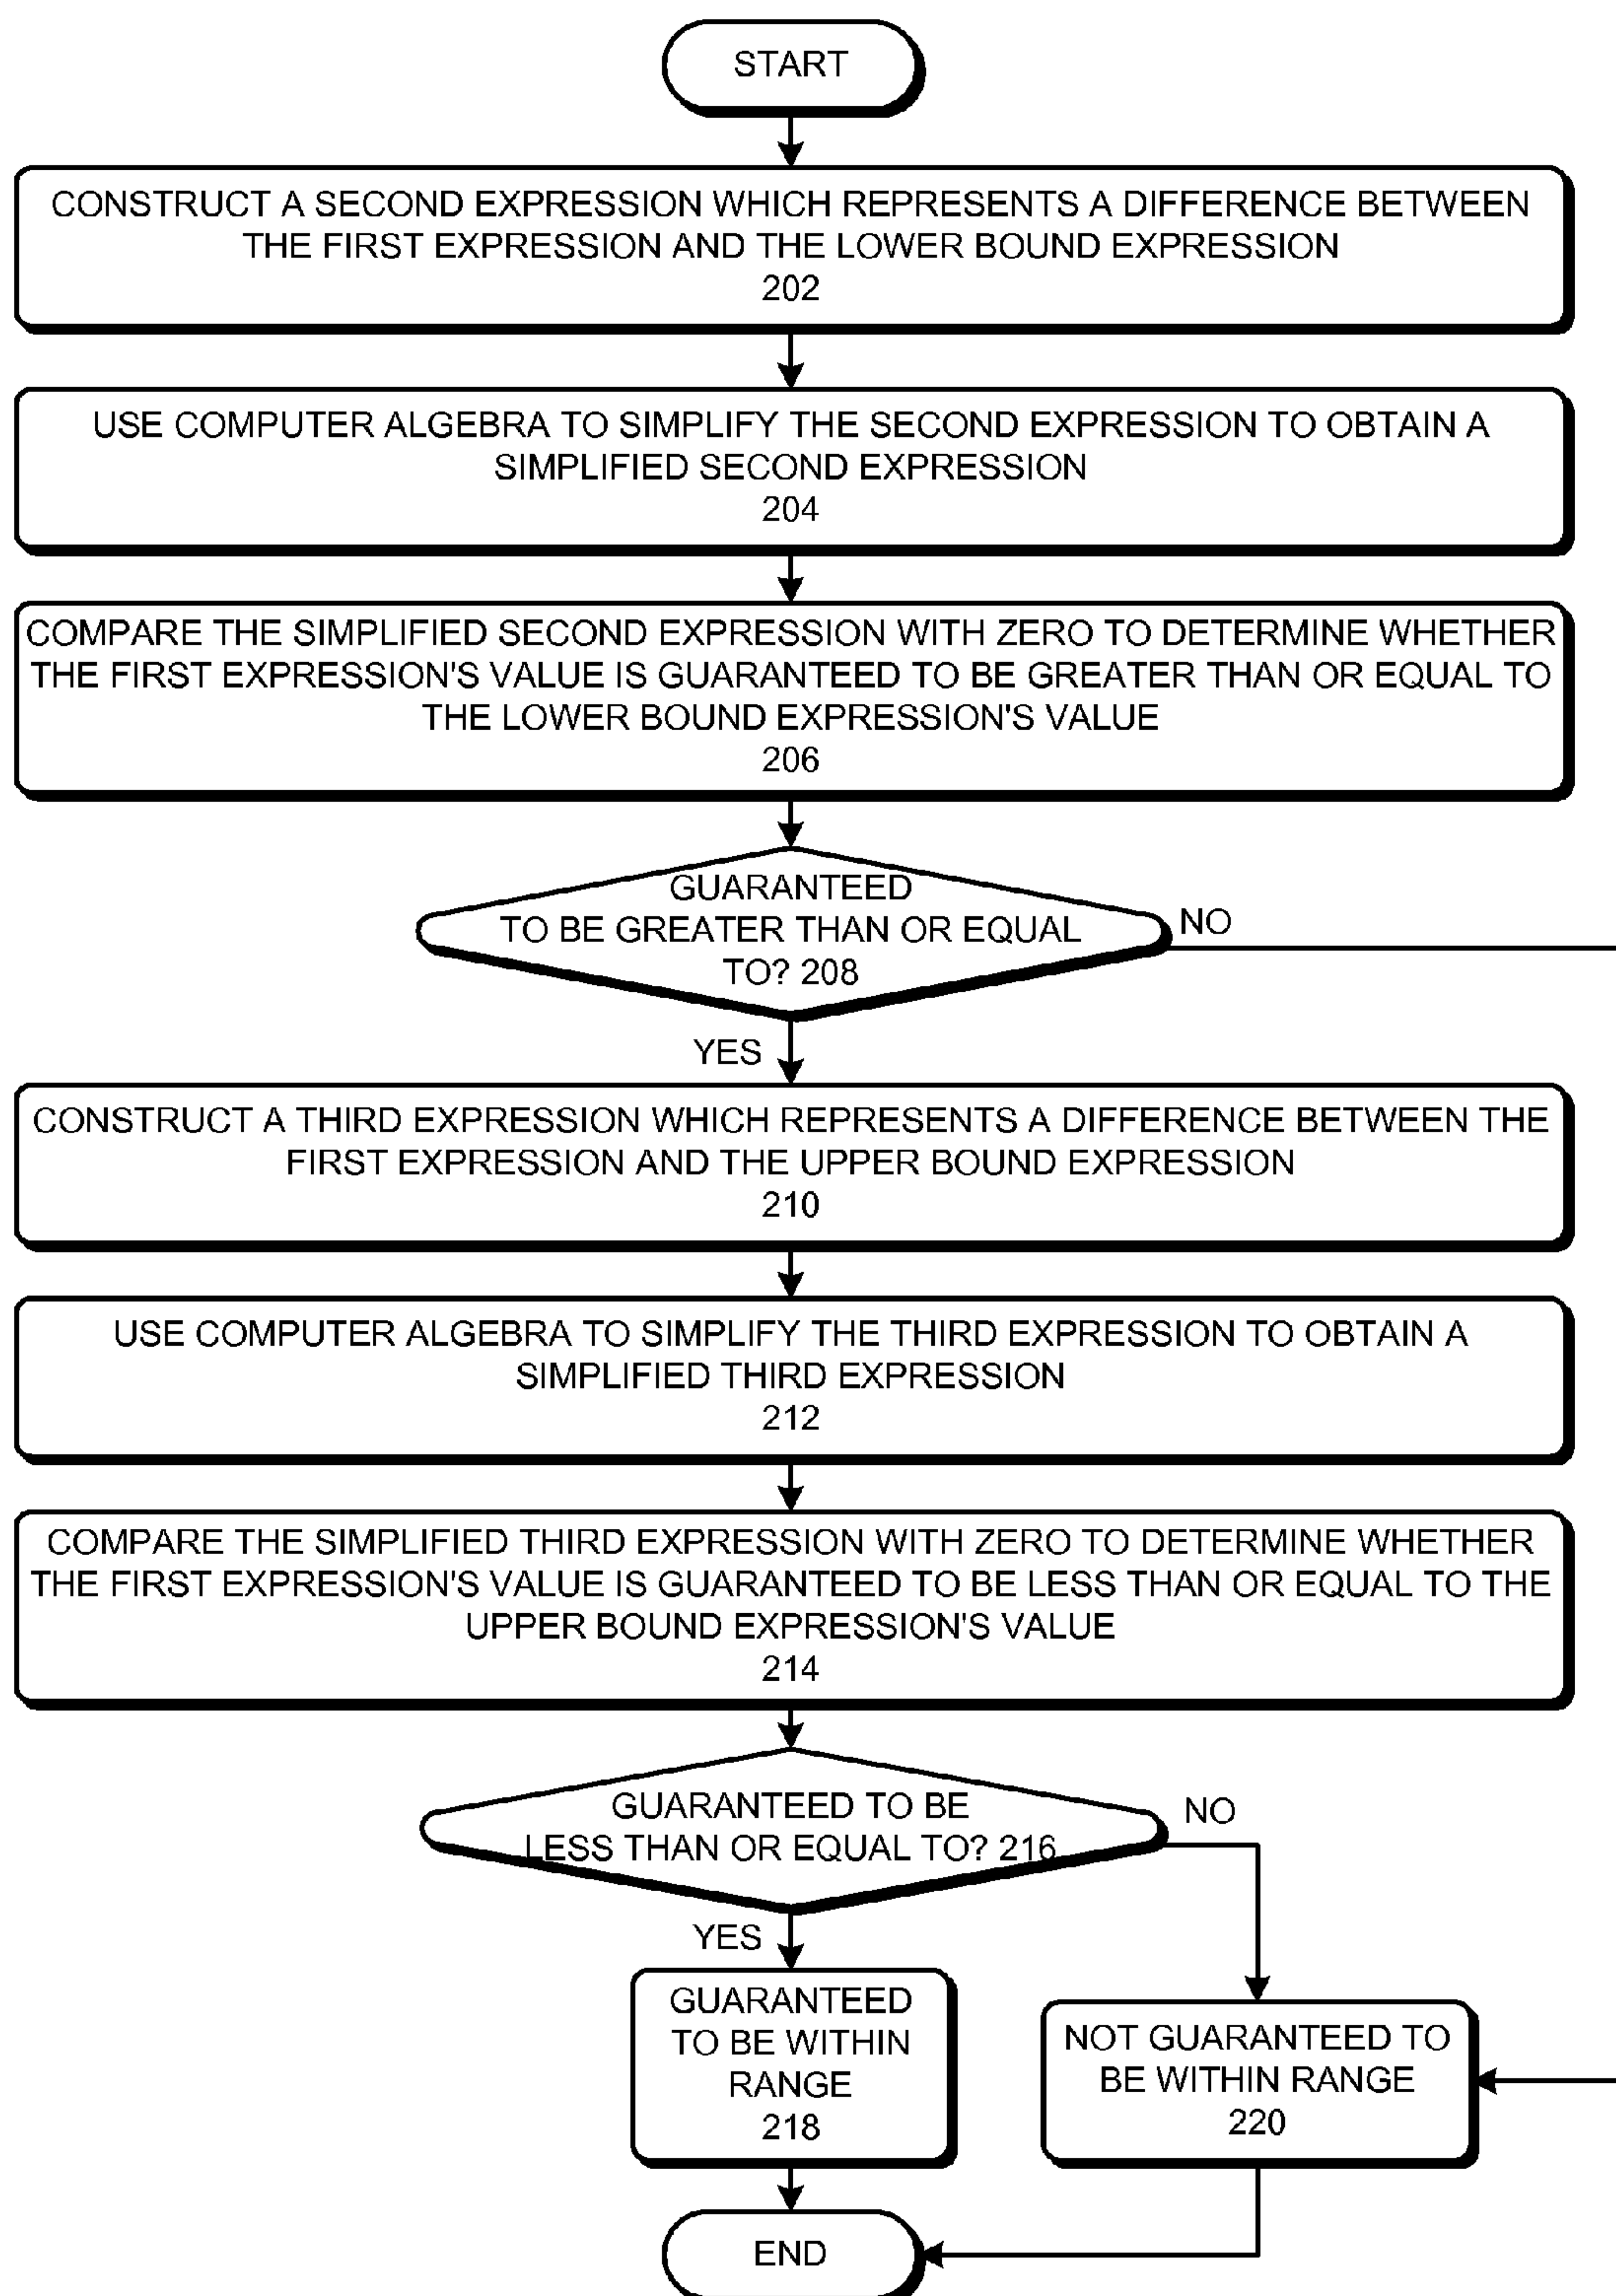 START
CONSTRUCT A SECOND EXPRESSION WHICH REPRESENTS A DIFFERENCE BETWEEN
THE FIRST EXPRESSION AND THE LOWER BOUND EXPRESSION
202
USE COMPUTER ALGEBRA TO SIMPLIFY THE SECOND EXPRESSION TO OBTAIN A
SIMPLIFIED SECOND EXPRESSION
204
COMPARE THE SIMPLIFIED SECOND EXPRESSION WITH ZERO TO DETERMINE WHETHER
THE FIRST EXPRESSION'S VALUE IS GUARANTEED TO BE GREATER THAN OR EQUAL TO
THE LOWER BOUND EXPRESSION'S VALUE
206
GUARANTEED
TO BE GREATER THAN OR EQUAL
TO? 208
NO
YES
CONSTRUCT A THIRD EXPRESSION WHICH REPRESENTS A DIFFERENCE BETWEEN THE
FIRST EXPRESSION AND THE UPPER BOUND EXPRESSION
210
USE COMPUTER ALGEBRA TO SIMPLIFY THE THIRD EXPRESSION TO OBTAIN A
SIMPLIFIED THIRD EXPRESSION
212
COMPARE THE SIMPLIFIED THIRD EXPRESSION WITH ZERO TO DETERMINE WHETHER
THE FIRST EXPRESSION'S VALUE IS GUARANTEED TO BE LESS THAN OR EQUAL TO THE
UPPER BOUND EXPRESSION'S VALUE
214
GUARANTEED TO BE
LESS THAN OR EQUAL TO? 216
NO
YES
GUARANTEED
TO BE WITHIN
RANGE
218
NOT GUARANTEED TO
BE WITHIN RANGE
220
END